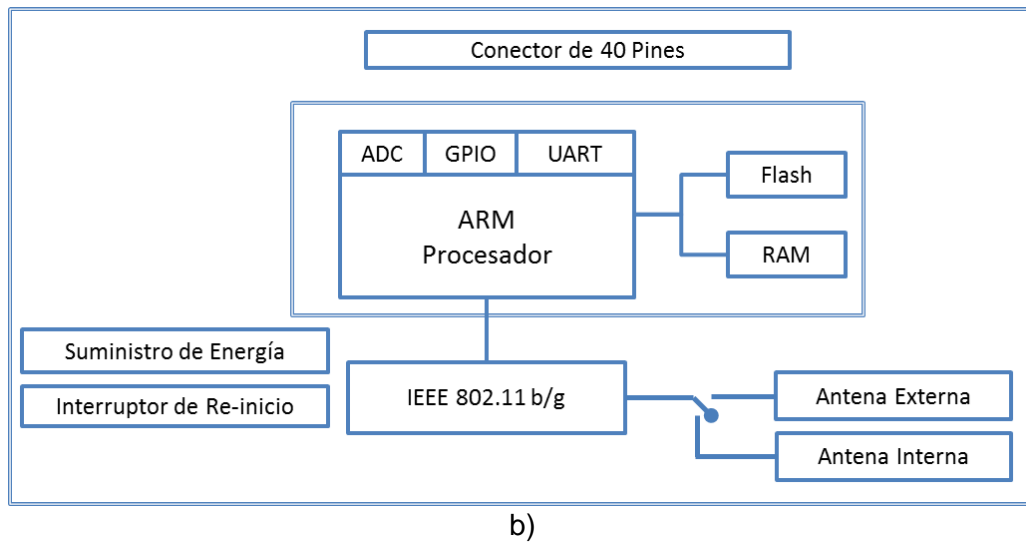 Conector de 40 Pines
ADC
GPIO
UART
ARM
Procesador
Flash
RAM
Suministro de Energía
Interruptor de Re-inicio
IEEE 802.11 b/g
Antena Externa
Antena Interna
b)